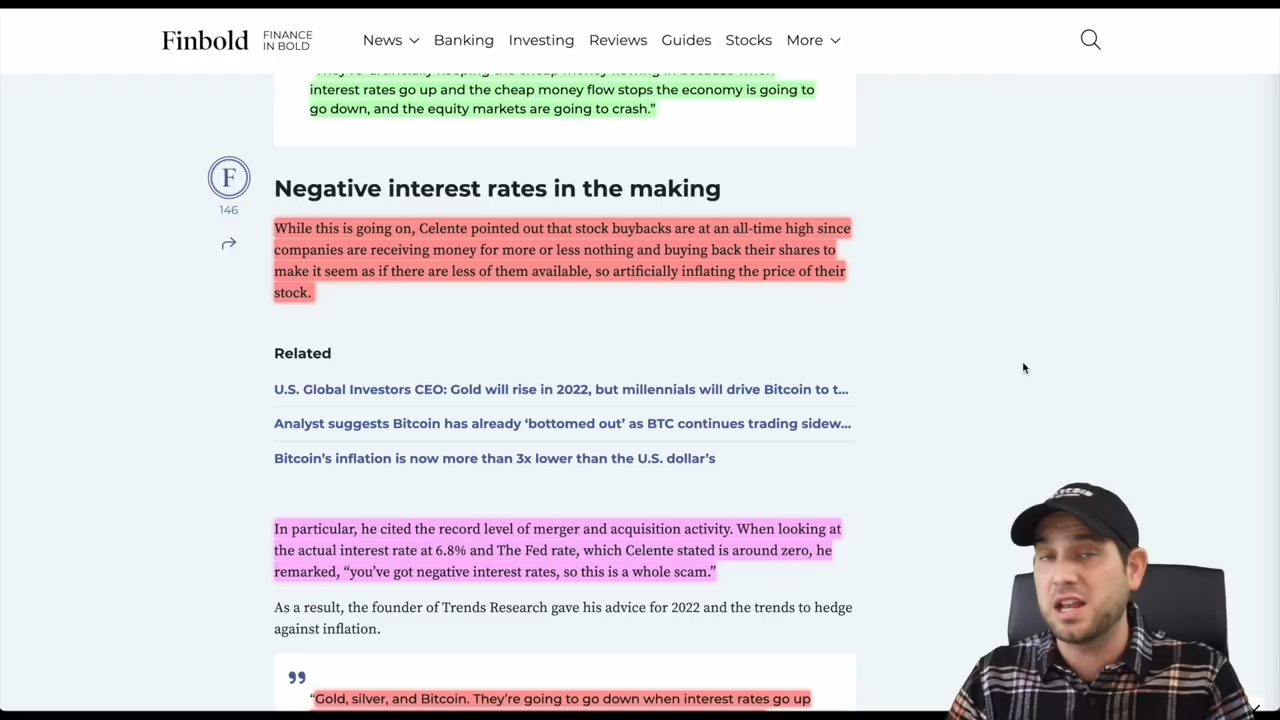 Finbold
FINANCE
IN BOLD
News
Banking
Investing
Reviews
Guides
Stocks
More
"They're artificially keeping the cheap money flowing in because when
interest rates go up and the cheap money flow stops the economy is going to
go down, and the equity markets are going to crash.”
F
146
Negative interest rates in the making
While this is going on, Celente pointed out that stock buybacks are at an all-time high since
companies are receiving money for more or less nothing and buying back their shares to
make it seem as if there are less of them available, so artificially inflating the price of their
stock.
Related
U.S. Global Investors CEO: Gold will rise in 2022, but millennials will drive Bitcoin to t...
Analyst suggests Bitcoin has already ‘bottomed out’ as BTC continues trading sidew...
Bitcoin’s inflation is now more than 3x lower than the U.S. dollar’s
In particular, he cited the record level of merger and acquisition activity. When looking at
the actual interest rate at 6.8% and The Fed rate, which Celente stated is around zero, he
remarked, “you’ve got negative interest rates, so this is a whole scam.”
As a result, the founder of Trends Research gave his advice for 2022 and the trends to hedge
against inflation.
“Gold, silver, and Bitcoin. They’re going to go down when interest rates go up